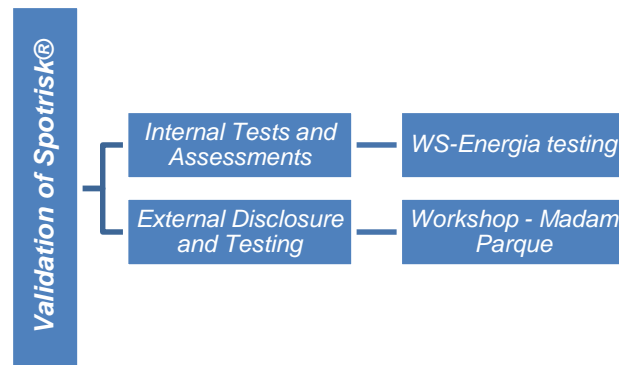 Validation of Spotrisk®
Internal Tests and
Assessments
WS-Energia testing
External Disclosure
and Testing
Workshop - Madam
Parque